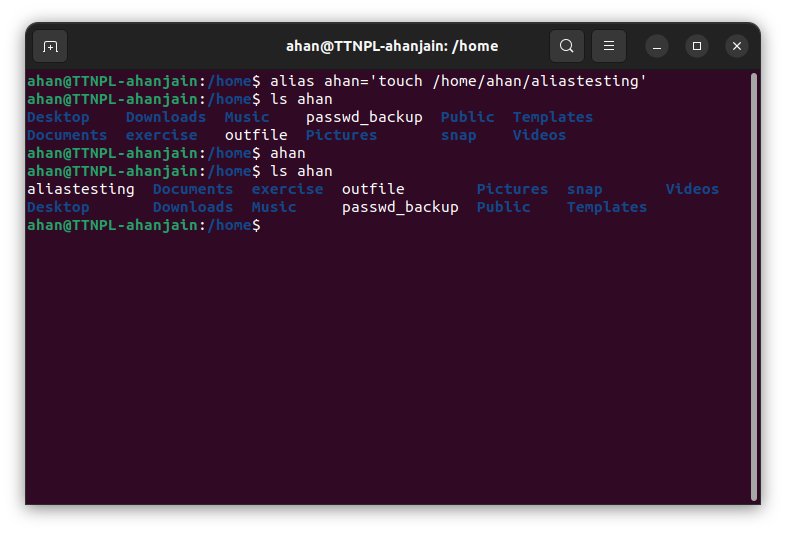 ahan@TTNPL-ahanjain: /home
ahan@TTNPL-ahanjain:/home$ alias ahan='touch /home/ahan/aliastesting'
ahan@TTNPL-ahanjain:/home$ ls ahan
Desktop    Downloads  Music    passwd_backup  Public  Templates
Documents  exercise   outfile  Pictures       snap    Videos
ahan@TTNPL-ahanjain:/home$ ahan
ahan@TTNPL-ahanjain:/home$ ls ahan
aliastesting  Documents  exercise  outfile        Pictures  snap       Videos
Desktop       Downloads  Music     passwd_backup  Public    Templates
ahan@TTNPL-ahanjain:/home$